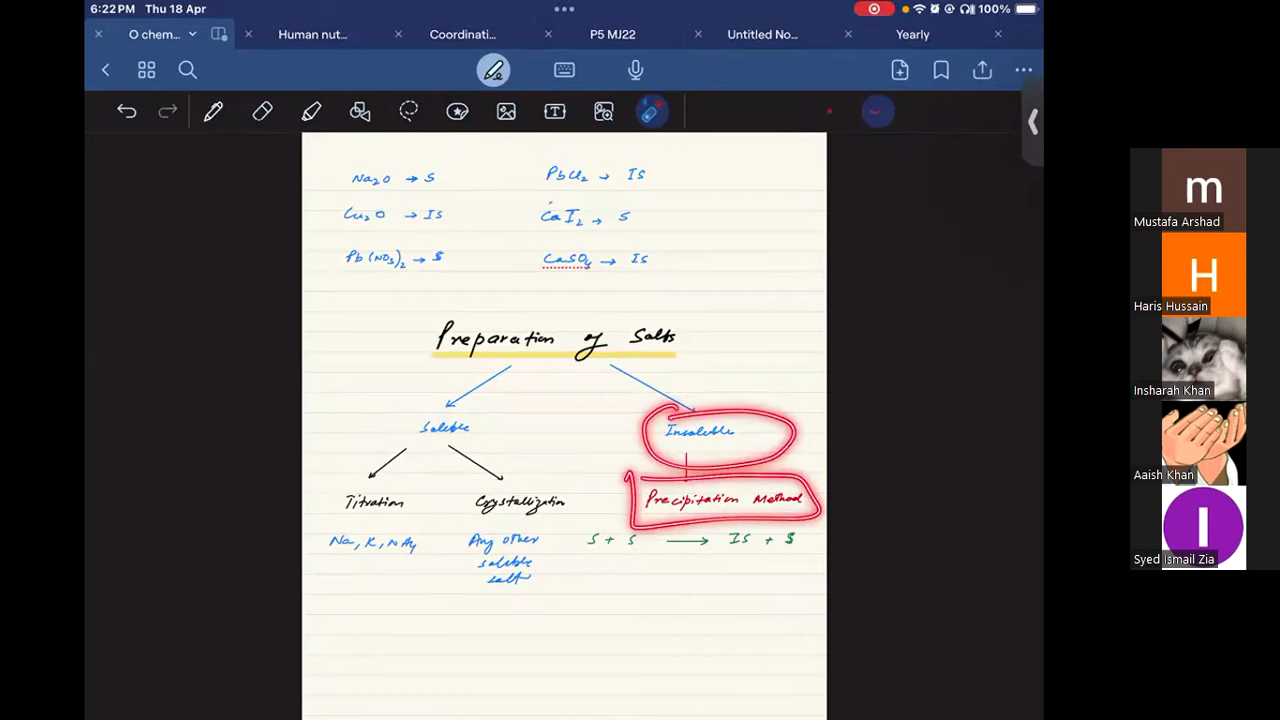 6:22 PM Thu 18 Apr
100%
O chem...
Human nut...
Coordinati...
P5 MJ22
Untitled No...
Yearly
Na₂O → S
PbCl₂ → IS
Cu₂O → IS
CaI₂ → S
Pb(NO₃)₂ → S
CaSO₄ → IS
Preparation of Salts
Soluble
Insoluble
Titration
Crystallization
Precipitation Method
Na, K, NH₄
Any other
soluble
salt
S + S → IS + S
m
Mustafa Arshad
H
Haris Hussain
Insharah Khan
Aaish Khan
I
Syed Ismail Zia